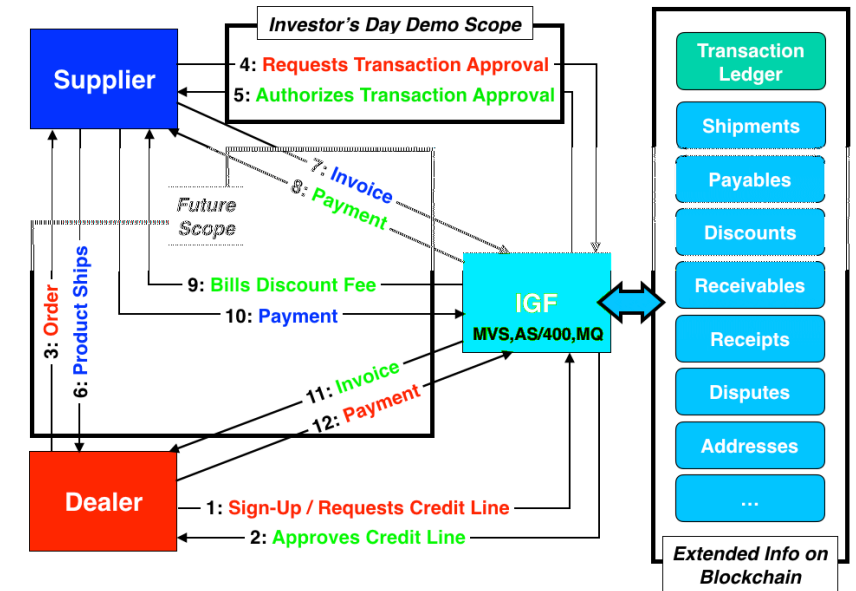 Investor's Day Demo Scope
Supplier
4: Requests Transaction Approval
5: Authorizes Transaction Approval
7: Invoice
8: Payment
Future
Scope
3: Order
6: Product Ships
9: Bills Discount Fee
10: Payment
IGF
MVS,AS/400,MQ
11: Invoice
12: Payment
Dealer
1: Sign-Up / Requests Credit Line
2: Approves Credit Line
Transaction
Ledger
Shipments
Payables
Discounts
Receivables
Receipts
Disputes
Addresses
...
Extended Info on
Blockchain